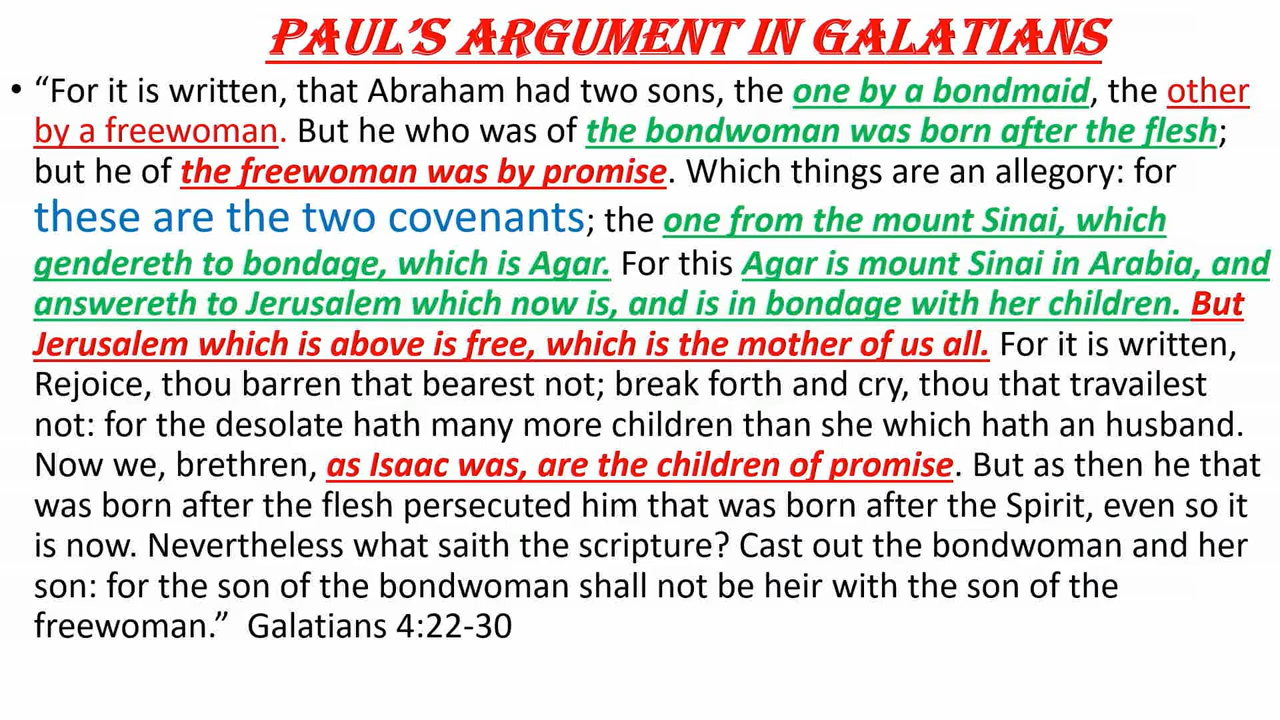 PAUL'S ARGUMENT IN GALATIANS
• “For it is written, that Abraham had two sons, the one by a bondmaid, the other
by a freewoman. But he who was of the bondwoman was born after the flesh;
but he of the freewoman was by promise. Which things are an allegory: for
these are the two covenants; the one from the mount Sinai, which
gendereth to bondage, which is Agar. For this Agar is mount Sinai in Arabia, and
answereth to Jerusalem which now is, and is in bondage with her children. But
Jerusalem which is above is free, which is the mother of us all. For it is written,
Rejoice, thou barren that bearest not; break forth and cry, thou that travailest
not: for the desolate hath many more children than she which hath an husband.
Now we, brethren, as Isaac was, are the children of promise. But as then he that
was born after the flesh persecuted him that was born after the Spirit, even so it
is now. Nevertheless what saith the scripture? Cast out the bondwoman and her
son: for the son of the bondwoman shall not be heir with the son of the
freewoman.” Galatians 4:22-30